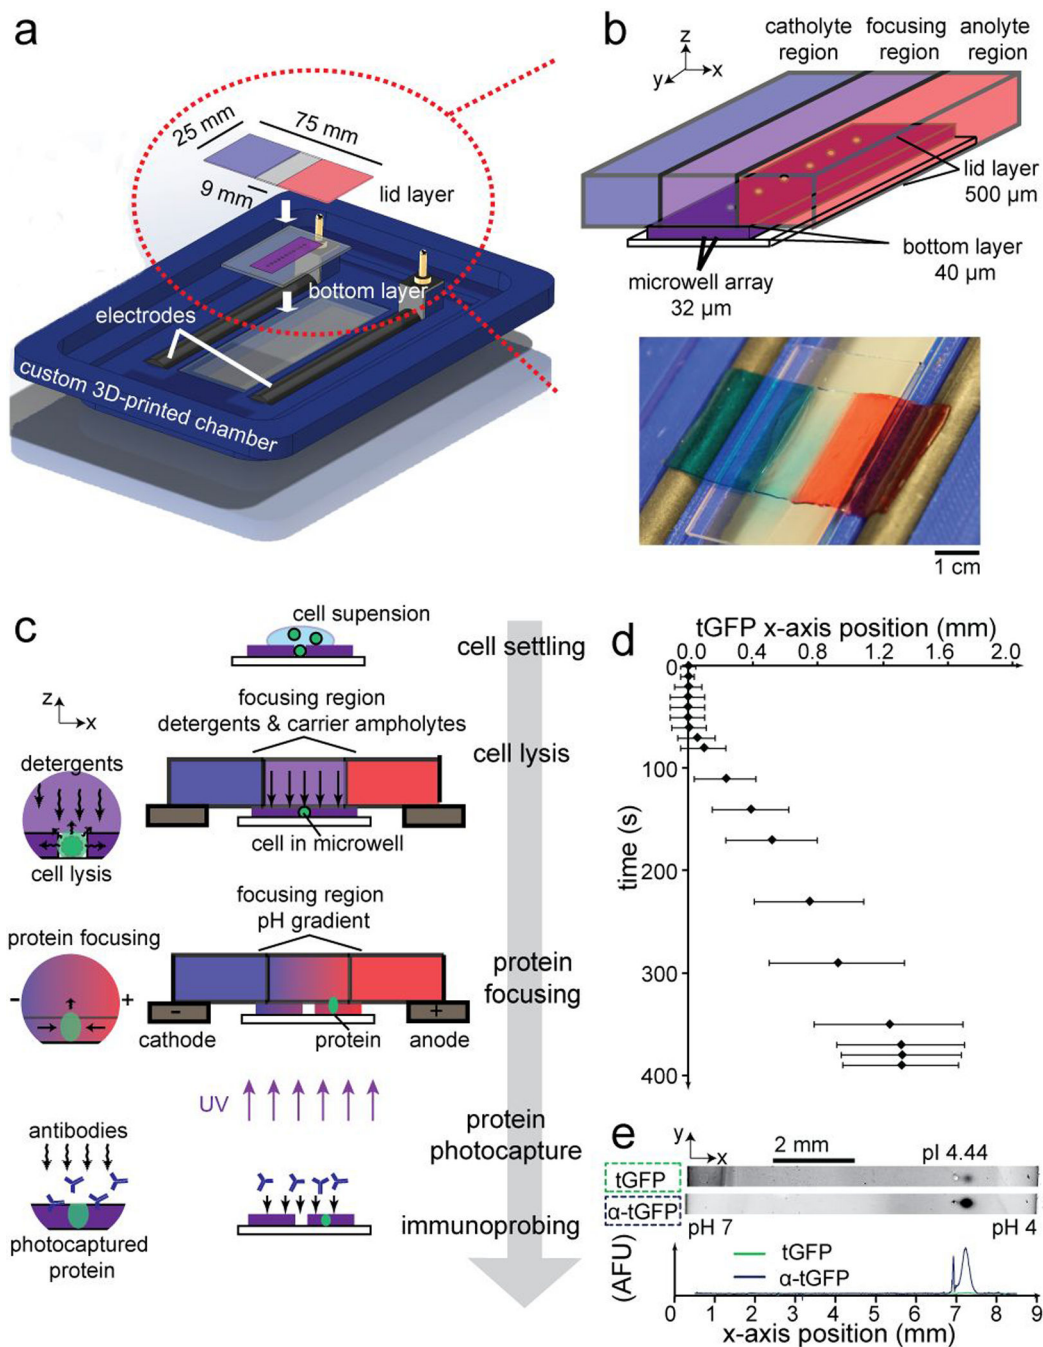 a
25 mm
75 mm
9 mm
lid layer
bottom layer
electrodes
custom 3D-printed chamber
b
z
y
x
catholyte
region
focusing
region
anolyte
region
lid layer
500 µm
bottom layer
40 µm
microwell array
32 µm
1 cm
c
cell supension
cell settling
z
x
focusing region
detergents & carrier ampholytes
cell lysis
detergents
cell in microwell
cell lysis
focusing region
pH gradient
protein focusing
protein
focusing
- +
- +
cathode
protein
anode
UV
protein
photocapture
antibodies
immunoprobing
photocaptured
protein
d
tGFP x-axis position (mm)
0.0 0.4 0.8 1.2 1.6 2.0
0
100
200
300
400
time (s)
e
y
x
2 mm
pI 4.44
tGFP
α-tGFP
pH 7
pH 4
(AFU)
tGFP
α-tGFP
0 1 2 3 4 5 6 7 8 9
x-axis position (mm)